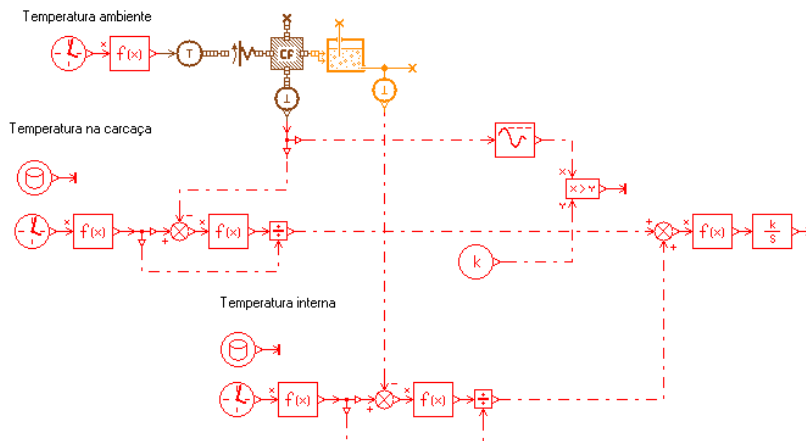 Temperatura ambiente
x f(x) T CF
T T
Temperatura na carcaça
X x > Y
Y
x f(x) - + x f(x) ÷ k + + x f(x) k/s
Temperatura interna
x f(x) - + x f(x) ÷